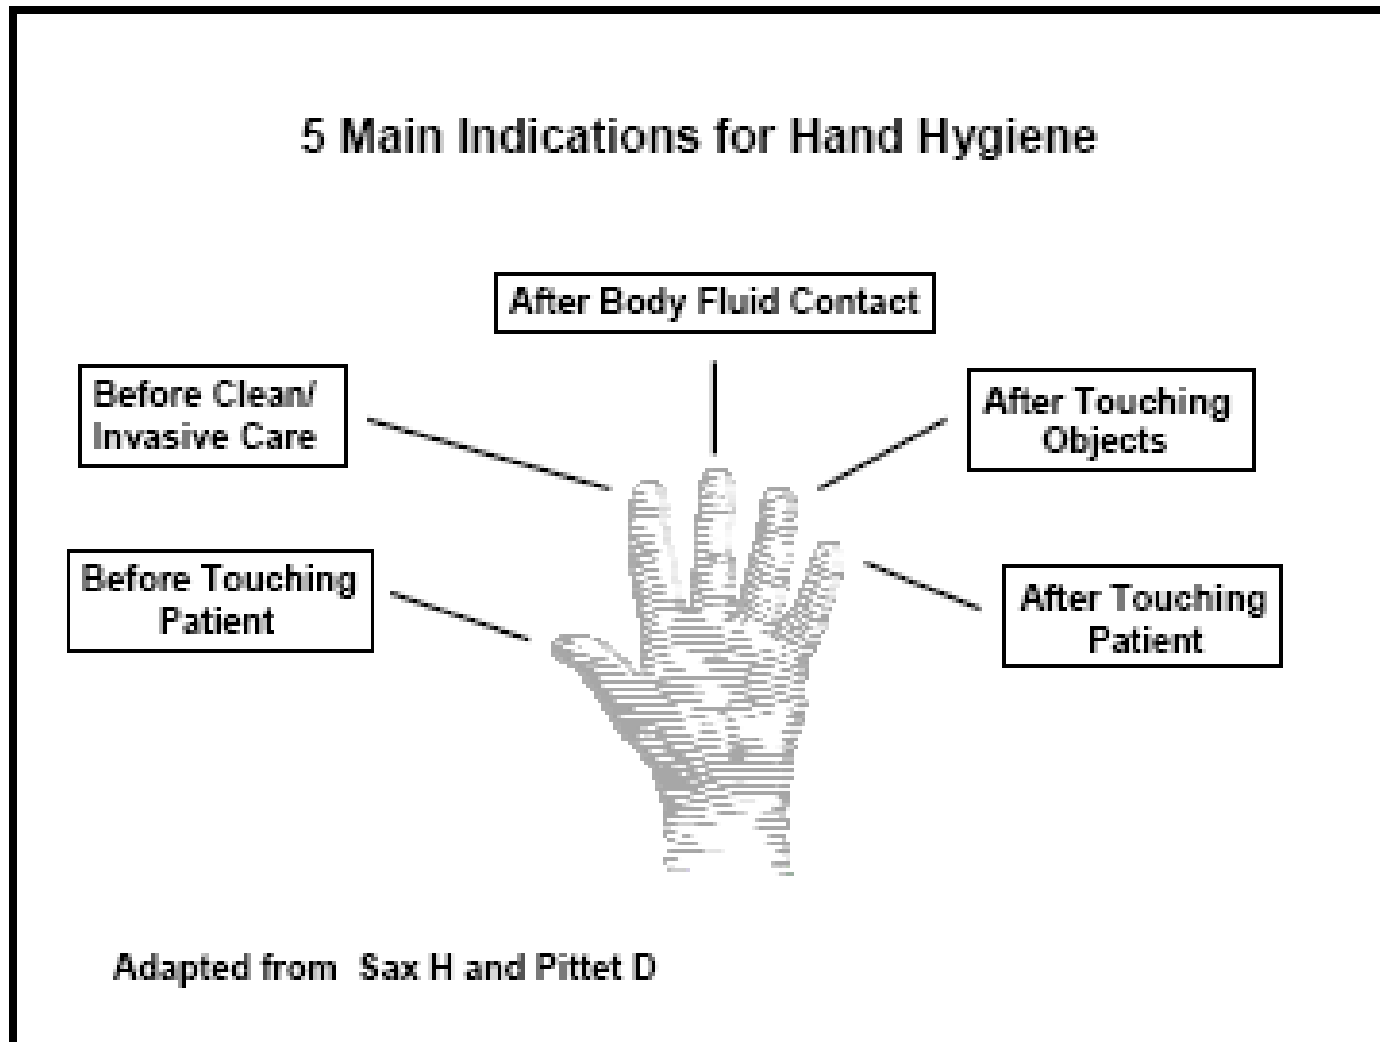 5 Main Indications for Hand Hygiene
After Body Fluid Contact
Before Clean/
Invasive Care
After Touching
Objects
Before Touching
Patient
After Touching
Patient
Adapted from Sax H and Pittet D